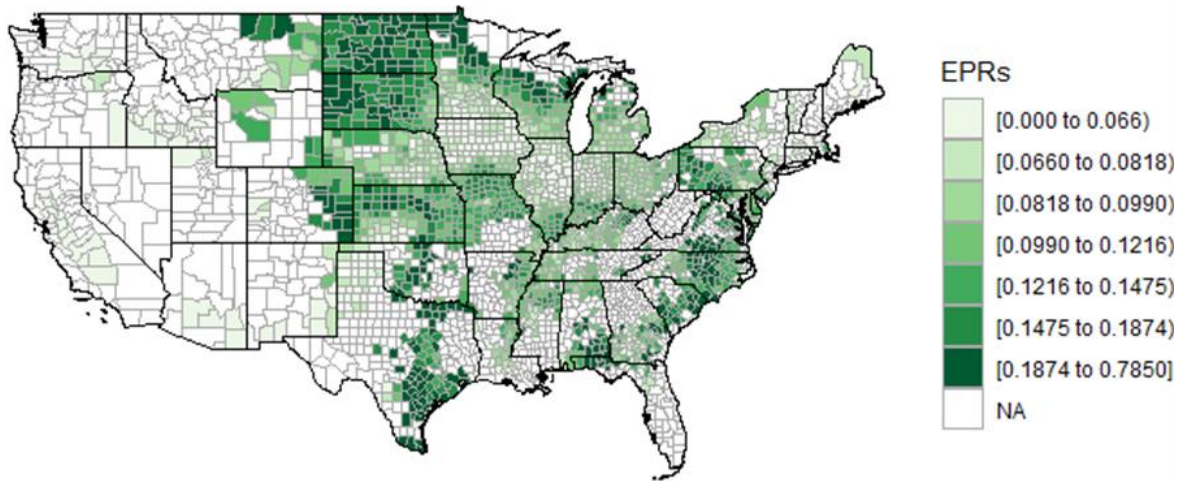 EPRs
[0.000 to 0.066)
[0.0660 to 0.0818)
[0.0818 to 0.0990)
[0.0990 to 0.1216)
[0.1216 to 0.1475)
[0.1475 to 0.1874)
[0.1874 to 0.7850]
NA